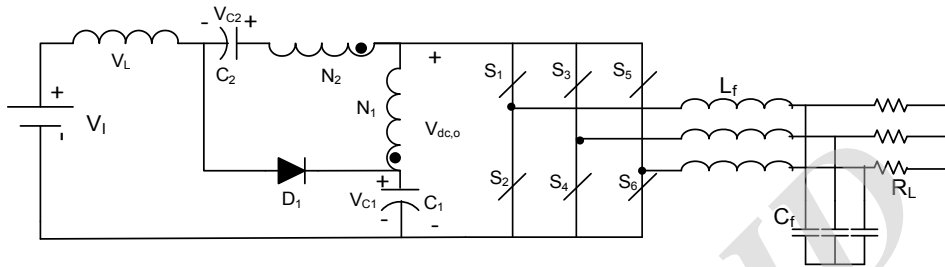 - V_C2 +
V_L
C_2
N_2
+
S_1
S_3
S_5
L_f
+
V_I
-
N_1
V_dc,o
D_1
+
V_C1
C_1
-
-
S_2
S_4
S_6
R_L
C_f